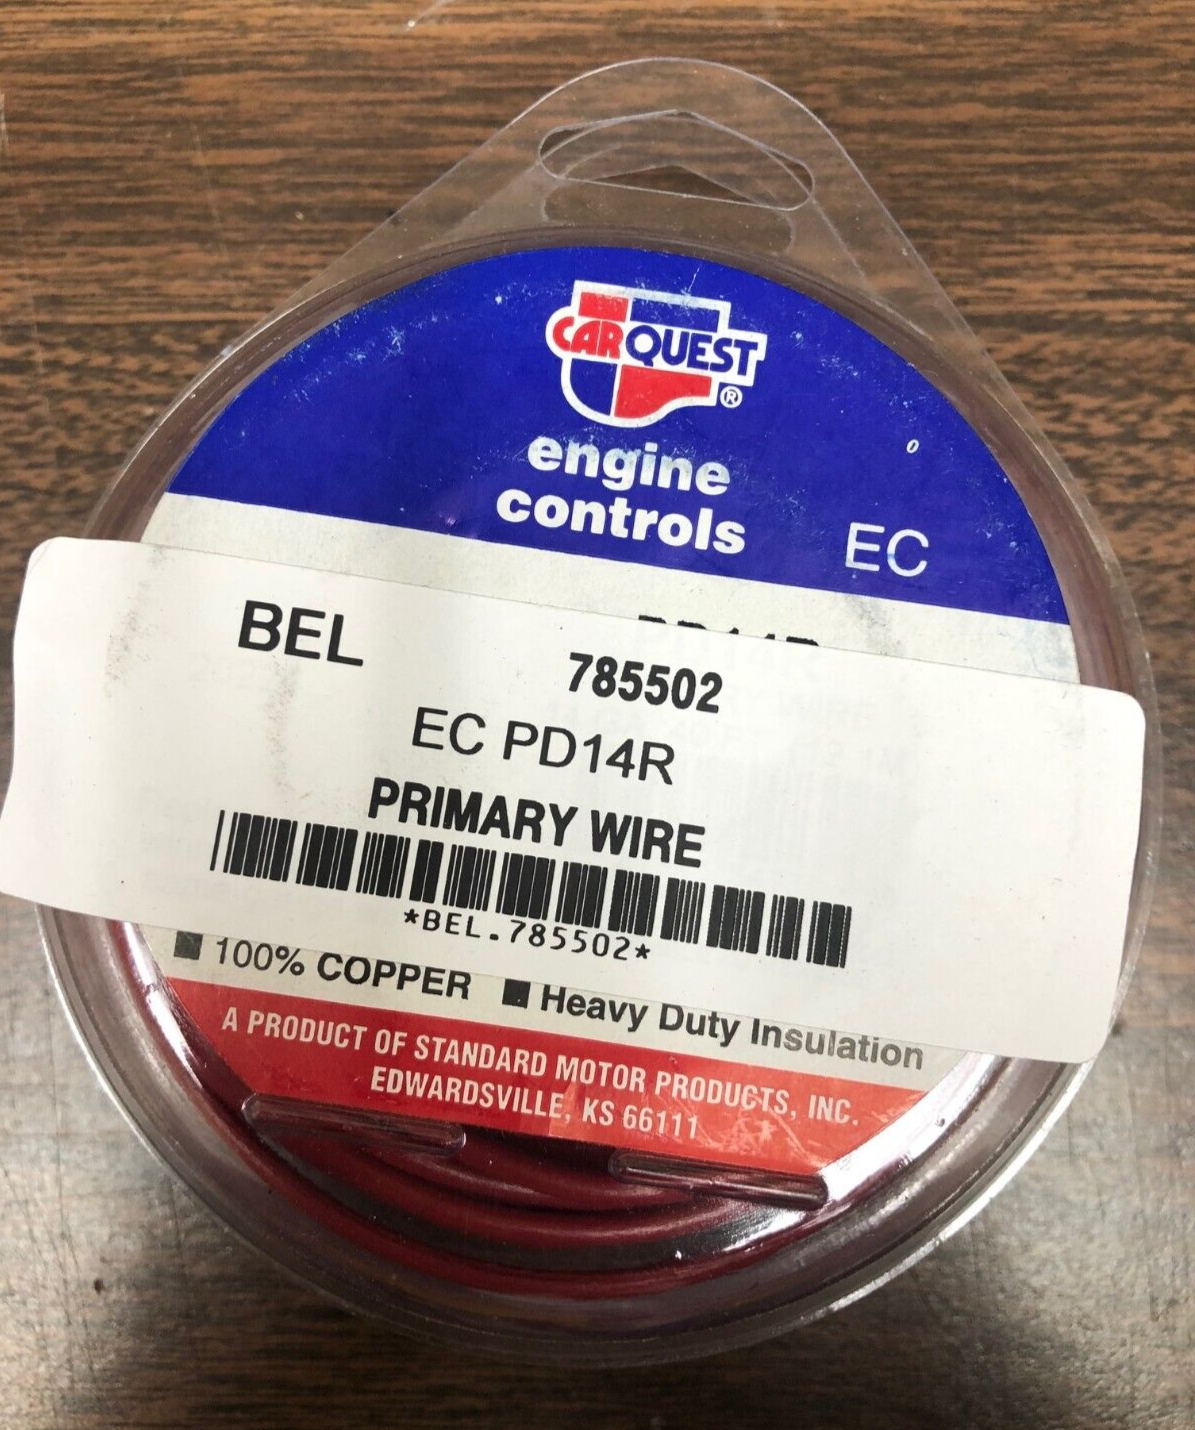 CARQUEST®
engine
controls
EC
BEL
785502
EC PD14R
PRIMARY WIRE
*BEL.785502*
■ 100% COPPER ■ Heavy Duty Insulation
A PRODUCT OF STANDARD MOTOR PRODUCTS, INC.
EDWARDSVILLE, KS 66111